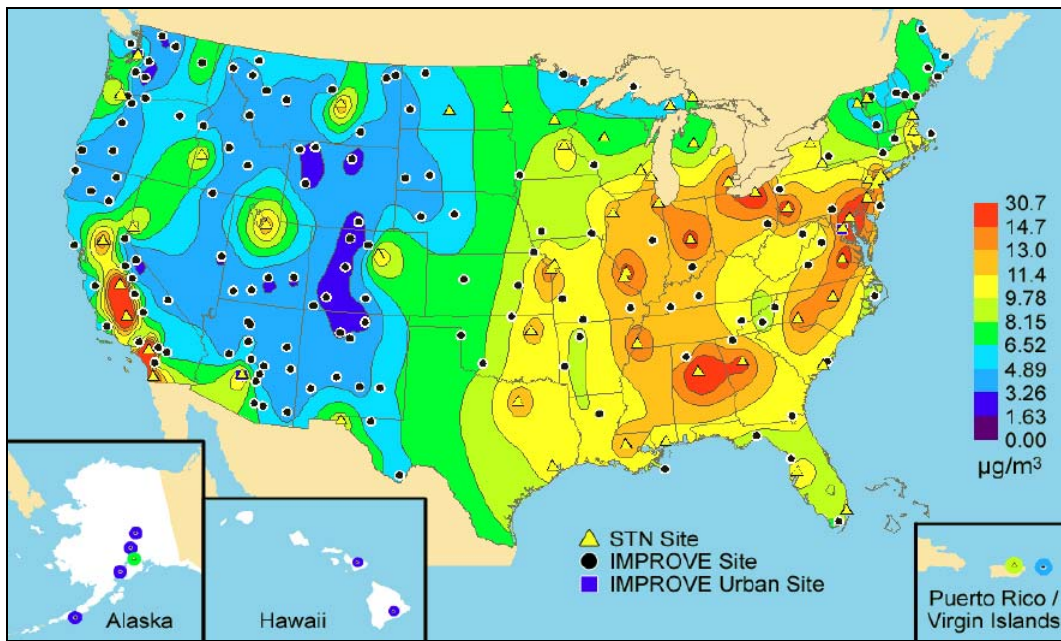 30.7
14.7
13.0
11.4
9.78
8.15
6.52
4.89
3.26
1.63
0.00
µg/m³
STN Site
IMPROVE Site
IMPROVE Urban Site
Alaska
Hawaii
Puerto Rico /
Virgin Islands